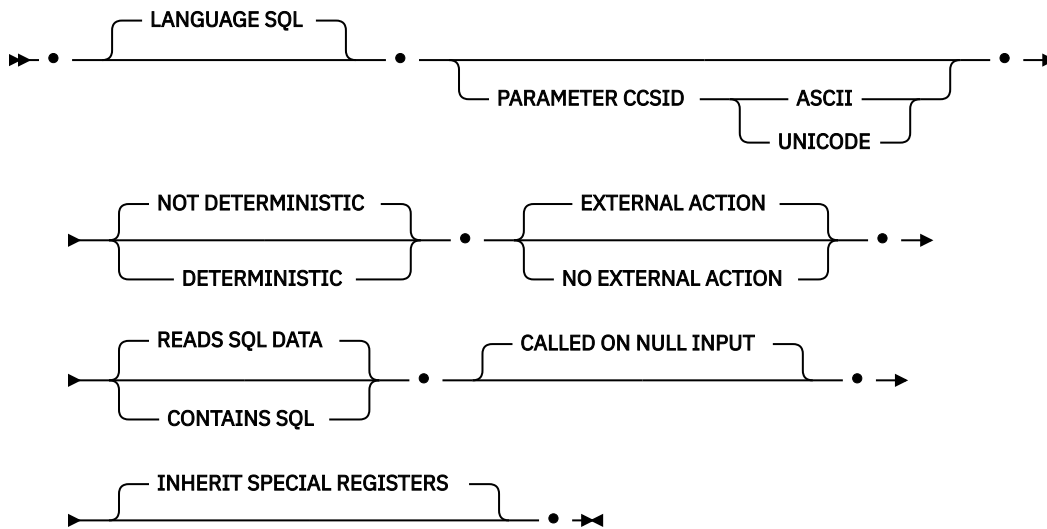 LANGUAGE SQL
PARAMETER CCSID ASCII
UNICODE
NOT DETERMINISTIC EXTERNAL ACTION
DETERMINISTIC NO EXTERNAL ACTION
READS SQL DATA CALLED ON NULL INPUT
CONTAINS SQL
INHERIT SPECIAL REGISTERS